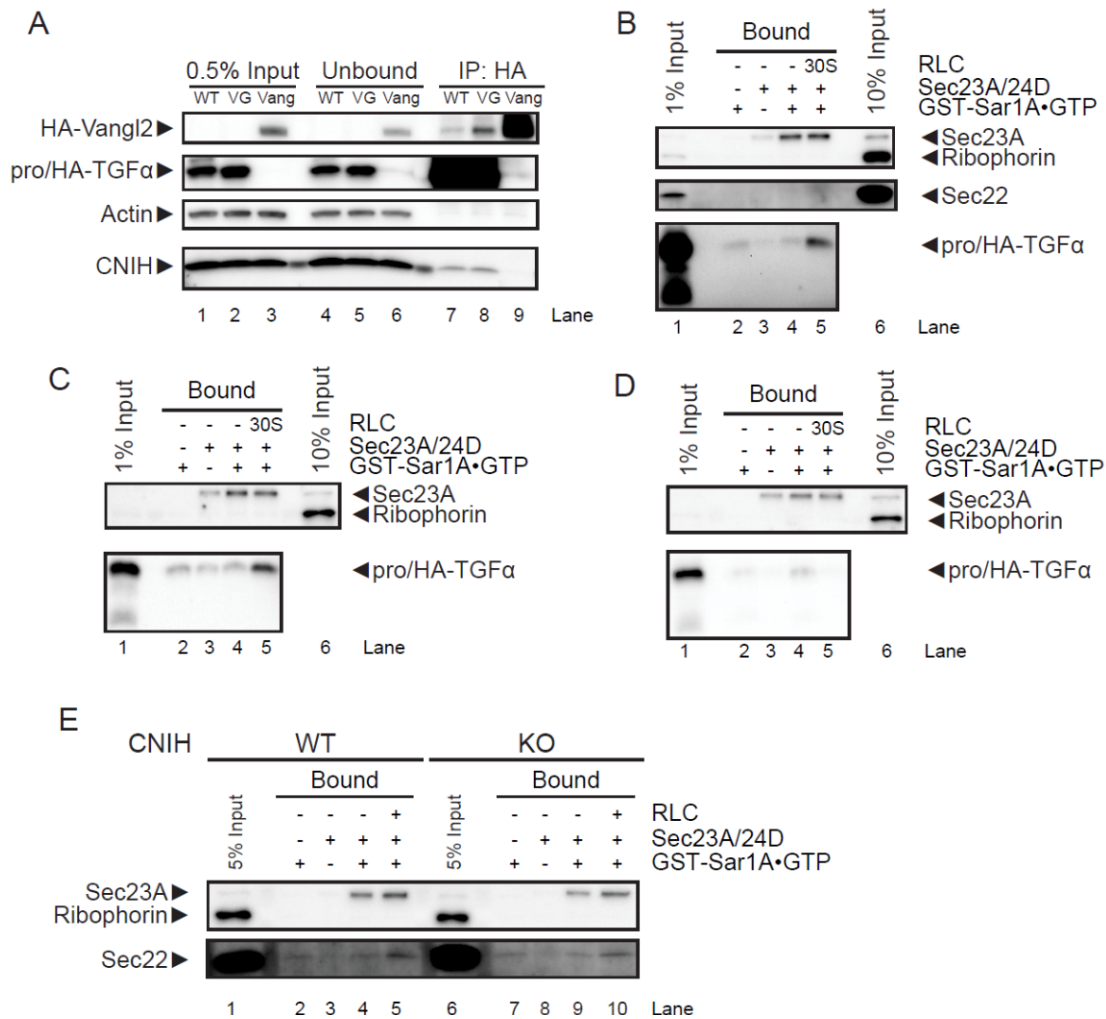 A
0.5% Input Unbound IP: HA
WT VG Vang WT VG Vang WT VG Vang
HA-Vangl2►
pro/HA-TGFα►
Actin►
CNIH►
1 2 3 4 5 6 7 8 9 Lane
B
1% Input
Bound
10% Input
- - - 30S RLC
- + + + Sec23A/24D
+ - + + GST-Sar1A•GTP
◄Sec23A
◄Ribophorin
◄Sec22
◄pro/HA-TGFα
1 2 3 4 5 6 Lane
C
1% Input
Bound
10% Input
- - - 30S RLC
- + + + Sec23A/24D
+ - + + GST-Sar1A•GTP
◄Sec23A
◄Ribophorin
◄pro/HA-TGFα
1 2 3 4 5 6 Lane
D
1% Input
Bound
10% Input
- - - 30S RLC
- + + + Sec23A/24D
+ - + + GST-Sar1A•GTP
◄Sec23A
◄Ribophorin
◄pro/HA-TGFα
1 2 3 4 5 6 Lane
E
CNIH WT KO
5% Input Bound 5% Input Bound
- - - + - - - + RLC
- + + + - + + + Sec23A/24D
+ - + + + - + + GST-Sar1A•GTP
Sec23A►
Ribophorin►
Sec22►
1 2 3 4 5 6 7 8 9 10 Lane